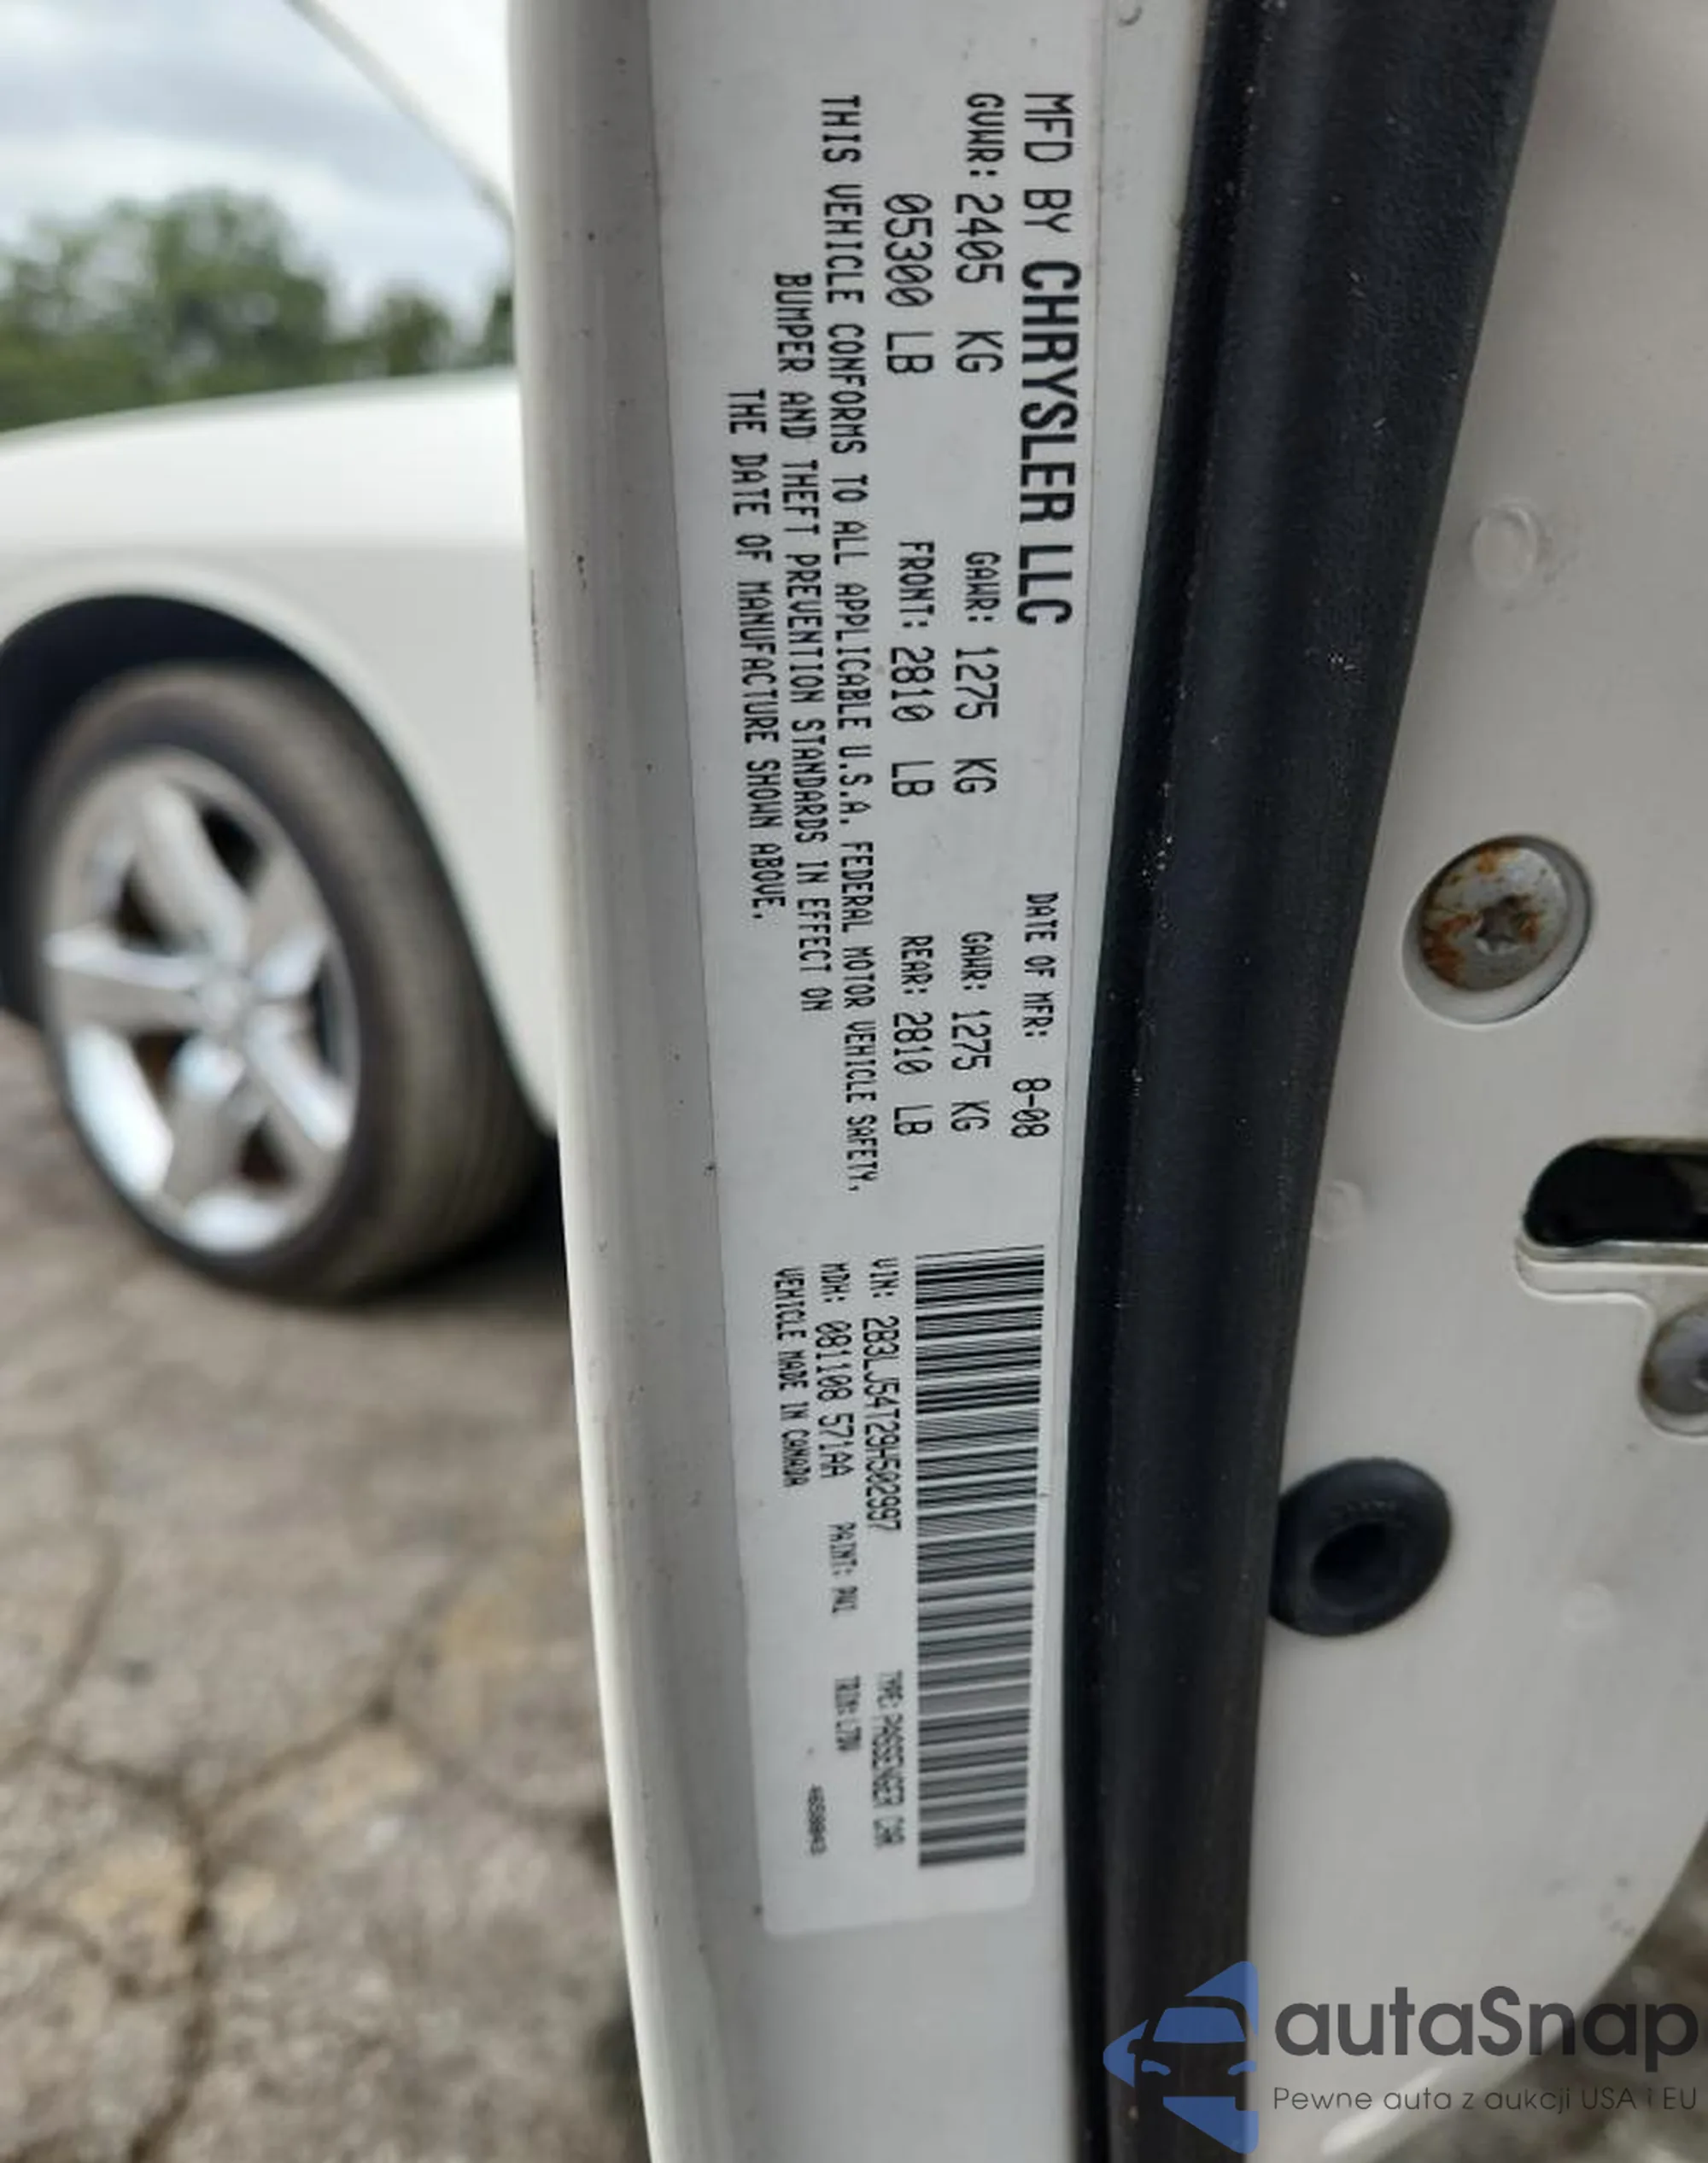 MFD BY CHRYSLER LLC DATE OF MFR: 8-08
GVWR: 2405 KG GAWR: 1275 KG GAWR: 1275 KG
05300 LB FRONT: 2810 LB REAR: 2810 LB
THIS VEHICLE CONFORMS TO ALL APPLICABLE U.S.A. FEDERAL MOTOR VEHICLE SAFETY,
BUMPER AND THEFT PREVENTION STANDARDS IN EFFECT ON
THE DATE OF MANUFACTURE SHOWN ABOVE.
VIN: 2B3LJ54T29H502997 TYPE: PASSENGER CAR
MDH: 081108 571AA PAINT: PW1 TRIM:
VEHICLE MADE IN CANADA
autaSnap
Pewne auta z aukcji USA i EU